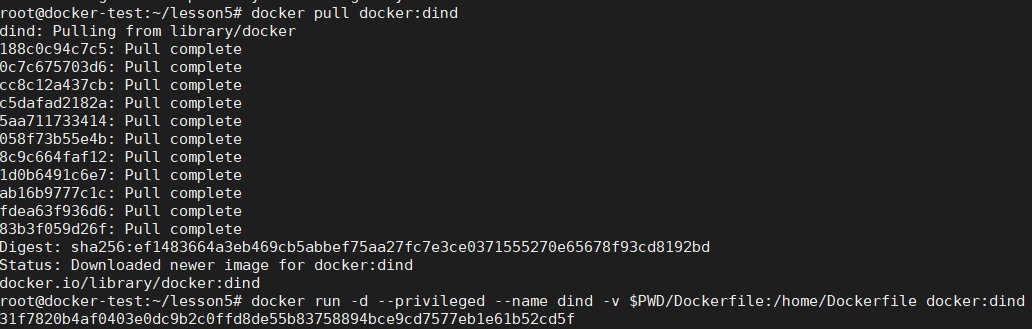 root@docker-test:~/lesson5# docker pull docker:dind
dind: Pulling from library/docker
188c0c94c7c5: Pull complete
0c7c675703d6: Pull complete
cc8c12a437cb: Pull complete
c5dafad2182a: Pull complete
5aa711733414: Pull complete
058f73b55e4b: Pull complete
8c9c664faf12: Pull complete
1d0b6491c6e7: Pull complete
ab16b9777c1c: Pull complete
fdea63f936d6: Pull complete
83b3f059d26f: Pull complete
Digest: sha256:ef1483664a3eb469cb5abbef75aa27fc7e3ce0371555270e65678f93cd8192bd
Status: Downloaded newer image for docker:dind
docker.io/library/docker:dind
root@docker-test:~/lesson5# docker run -d --privileged --name dind -v $PWD/Dockerfile:/home/Dockerfile docker:dind
31f7820b4af0403e0dc9b2c0ffd8de55b83758894bce9cd7577eb1e61b52cd5f